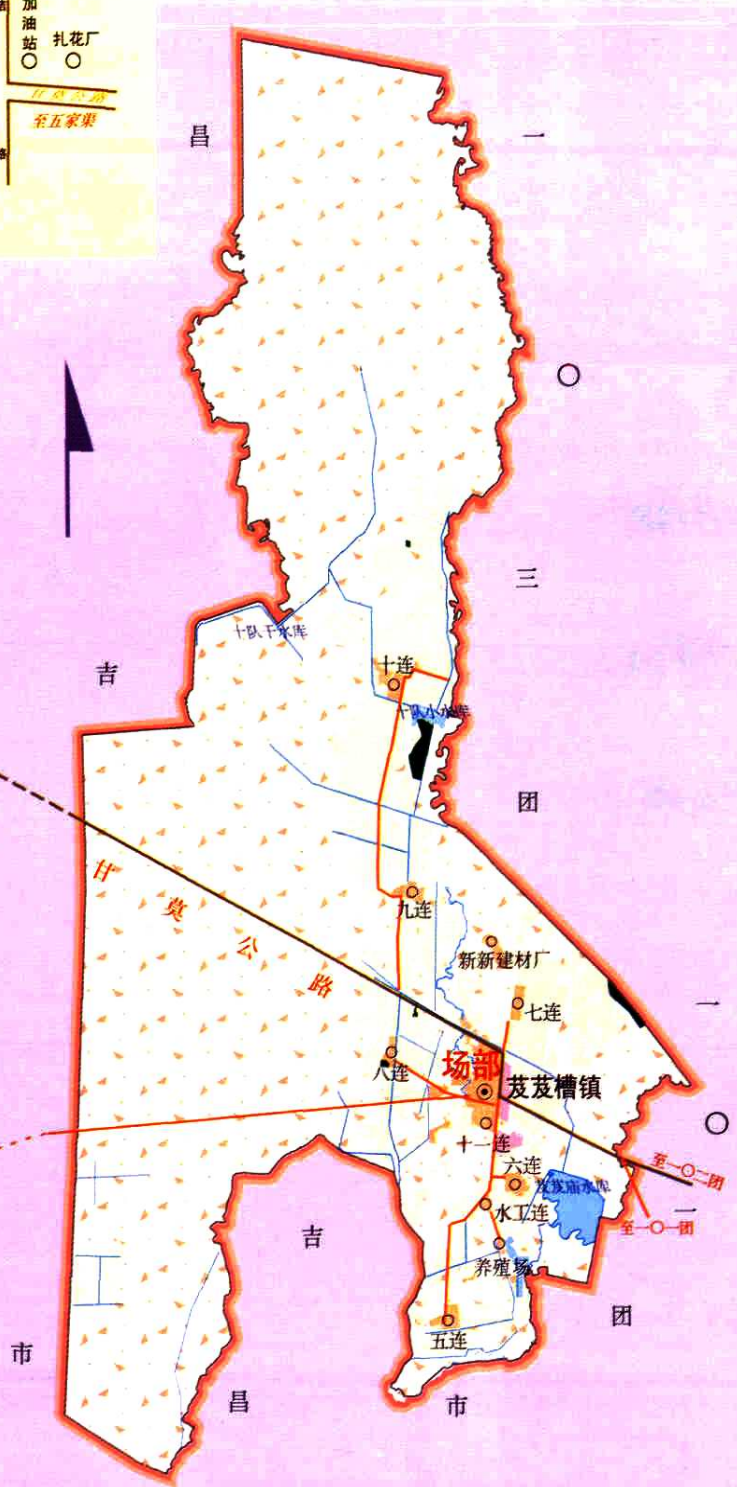 加油站
扎花厂
甘莫公路
至五家渠
昌
一
〇
三
吉
团
十队干水库
十连
十队小水库
甘莫公路
九连
新新建材厂
七连
一
八连
场部
芨芨槽镇
〇
十一连
至一〇二团
六连
芨芨庙水库
一
水工连
至一〇一团
吉
养殖场
团
五连
市
昌
市